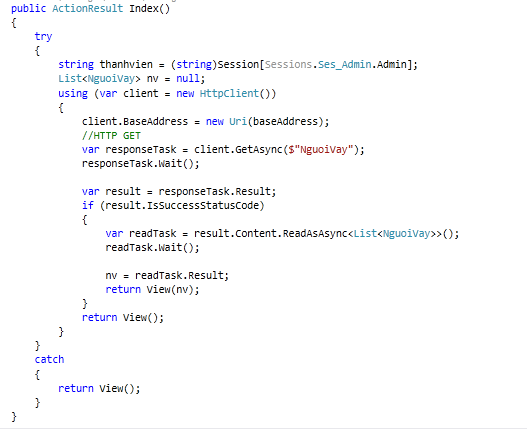 public ActionResult Index()
{
try
{
string thanhvien = (string)Session[Sessions.Ses_Admin.Admin];
List<NguoiVay> nv = null;
using (var client = new HttpClient())
{
client.BaseAddress = new Uri(baseAddress);
//HTTP GET
var responseTask = client.GetAsync($"NguoiVay");
responseTask.Wait();
var result = responseTask.Result;
if (result.IsSuccessStatusCode)
{
var readTask = result.Content.ReadAsAsync<List<NguoiVay>>();
readTask.Wait();
nv = readTask.Result;
return View(nv);
}
return View();
}
}
catch
{
return View();
}
}